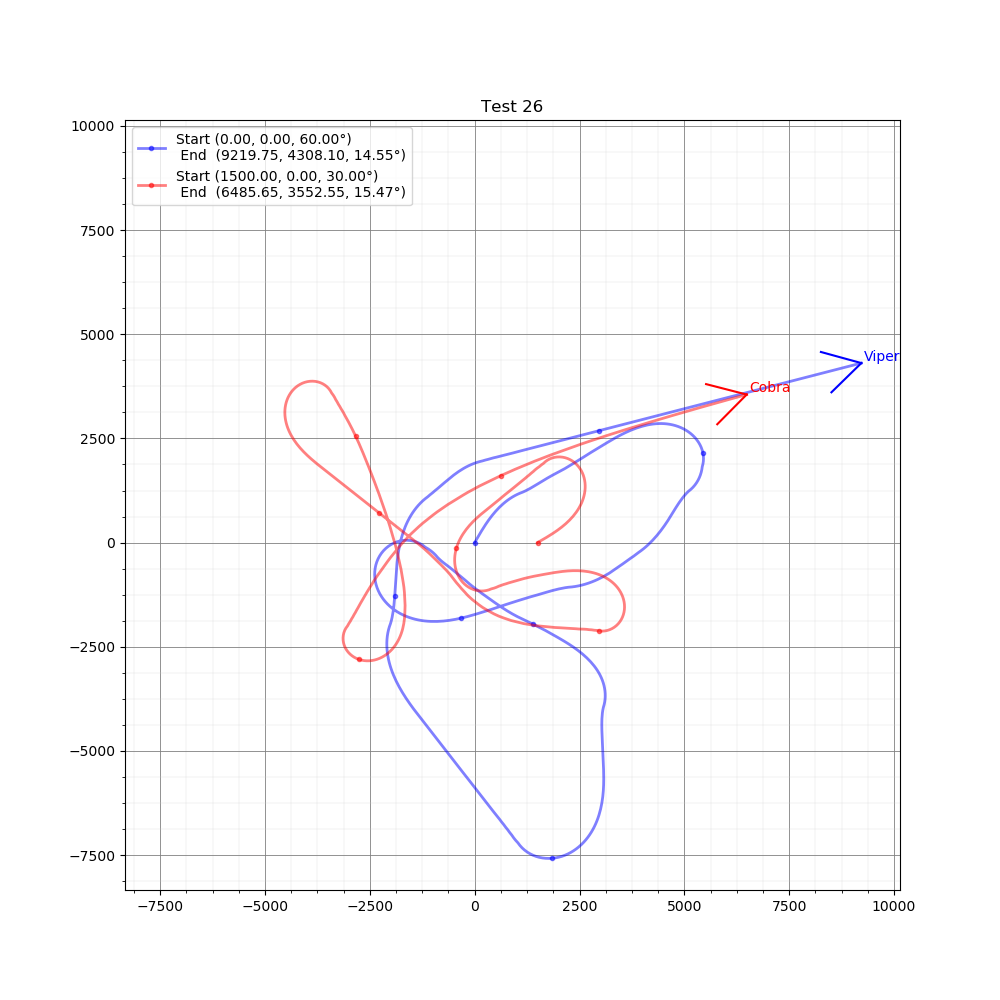 Test 26
Start (0.00, 0.00, 60.00°)
End  (9219.75, 4308.10, 14.55°)
Start (1500.00, 0.00, 30.00°)
End  (6485.65, 3552.55, 15.47°)
10000
7500
5000
2500
0
−2500
−5000
−7500
Viper
Cobra
−7500 −5000 −2500 0 2500 5000 7500 10000